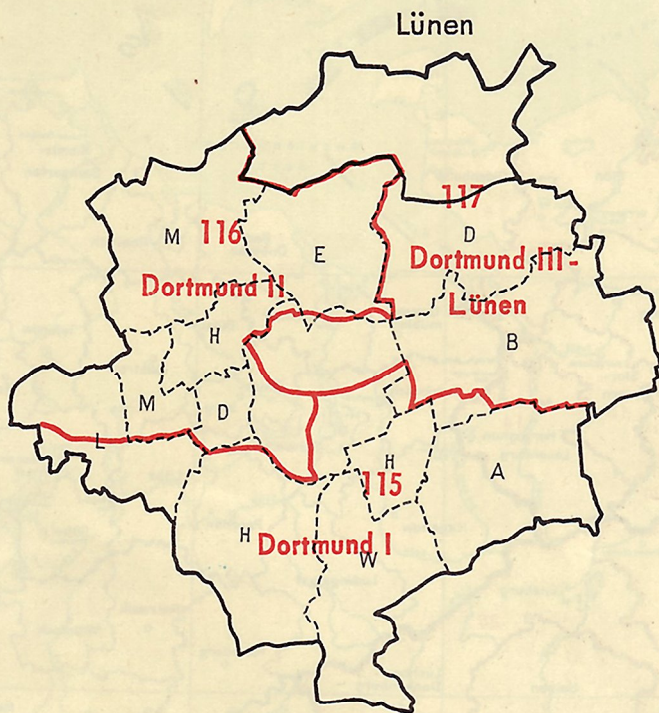 Lünen
117
M 116
D
E
Dortmund III-
Dortmund II
Lünen
H
B
M
D
L
H
A
115
H
Dortmund I
W